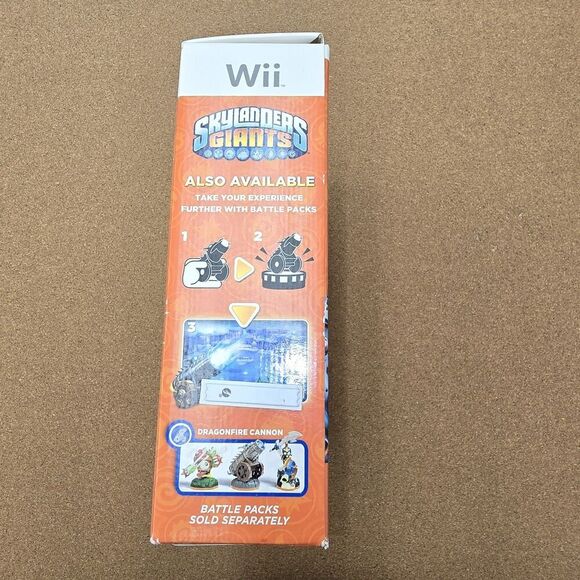 Wii
SKYLANDERS
GIANTS
ALSO AVAILABLE
TAKE YOUR EXPERIENCE
FURTHER WITH BATTLE PACKS
1
2
3
DRAGONFIRE CANNON
BATTLE PACKS
SOLD SEPARATELY